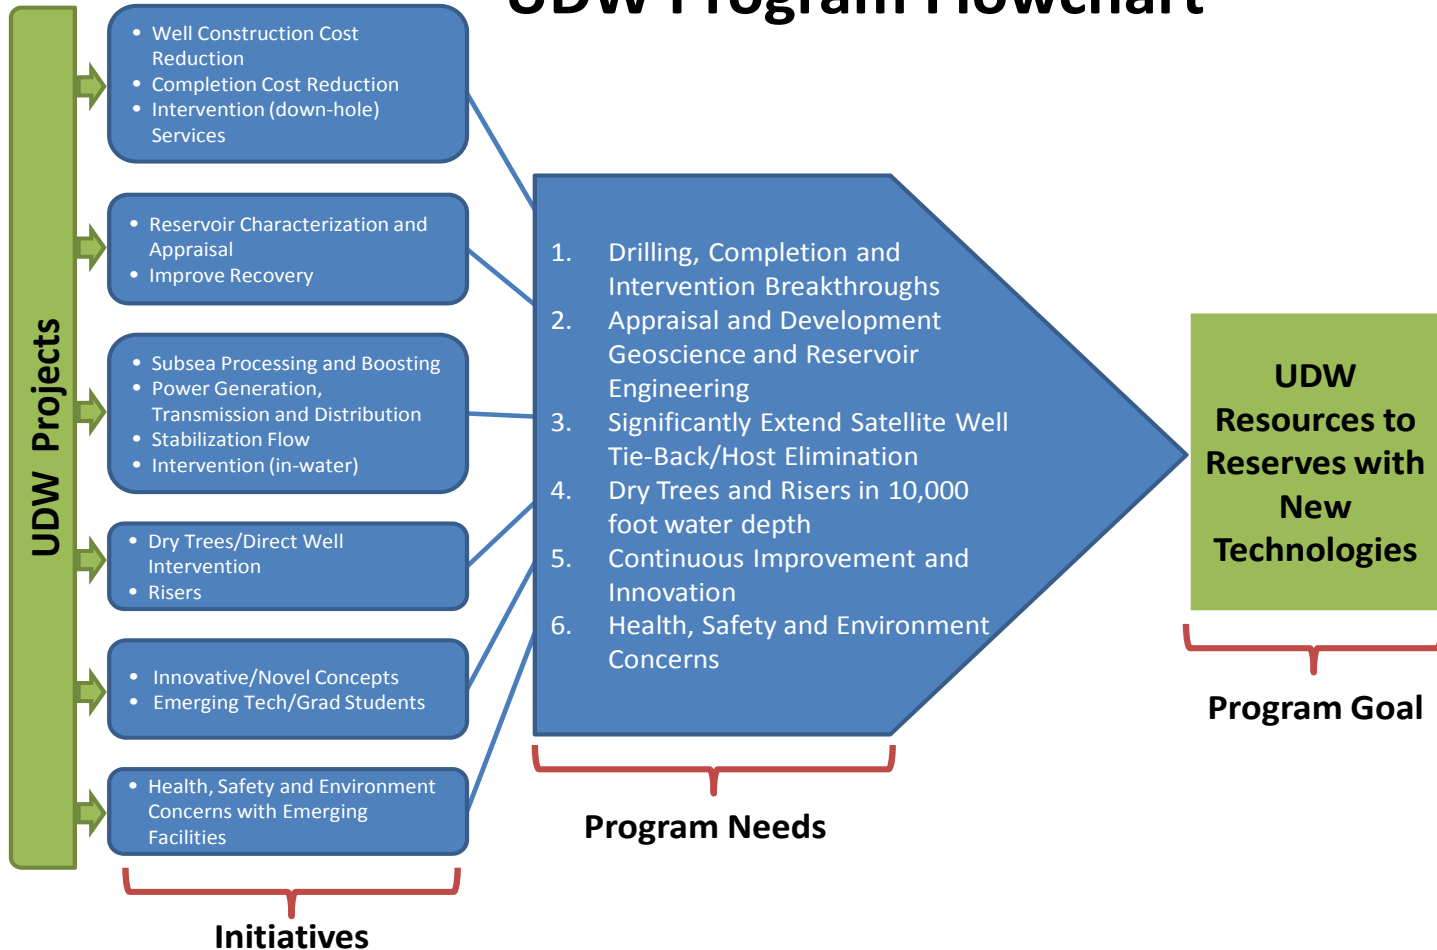 UDW Program Flowchart
UDW Projects
• Well Construction Cost
Reduction
• Completion Cost Reduction
• Intervention (down-hole)
Services
• Reservoir Characterization and
Appraisal
• Improve Recovery
• Subsea Processing and Boosting
• Power Generation,
Transmission and Distribution
• Stabilization Flow
• Intervention (in-water)
• Dry Trees/Direct Well
Intervention
• Risers
• Innovative/Novel Concepts
• Emerging Tech/Grad Students
• Health, Safety and Environment
Concerns with Emerging
Facilities
Initiatives
1. Drilling, Completion and
Intervention Breakthroughs
2. Appraisal and Development
Geoscience and Reservoir
Engineering
3. Significantly Extend Satellite Well
Tie-Back/Host Elimination
4. Dry Trees and Risers in 10,000
foot water depth
5. Continuous Improvement and
Innovation
6. Health, Safety and Environment
Concerns
Program Needs
UDW
Resources to
Reserves with
New
Technologies
Program Goal